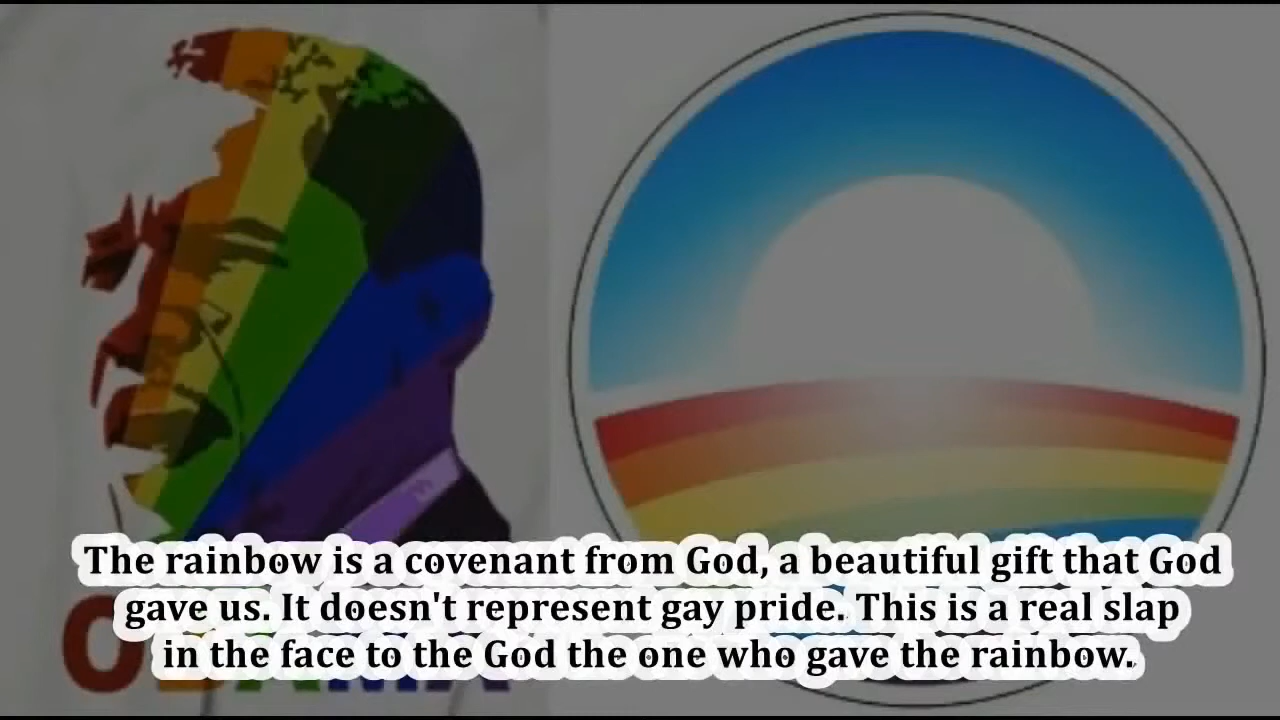 The rainbow is a covenant from God, a beautiful gift that God
gave us. It doesn't represent gay pride. This is a real slap
in the face to the God the one who gave the rainbow.
OBAMA